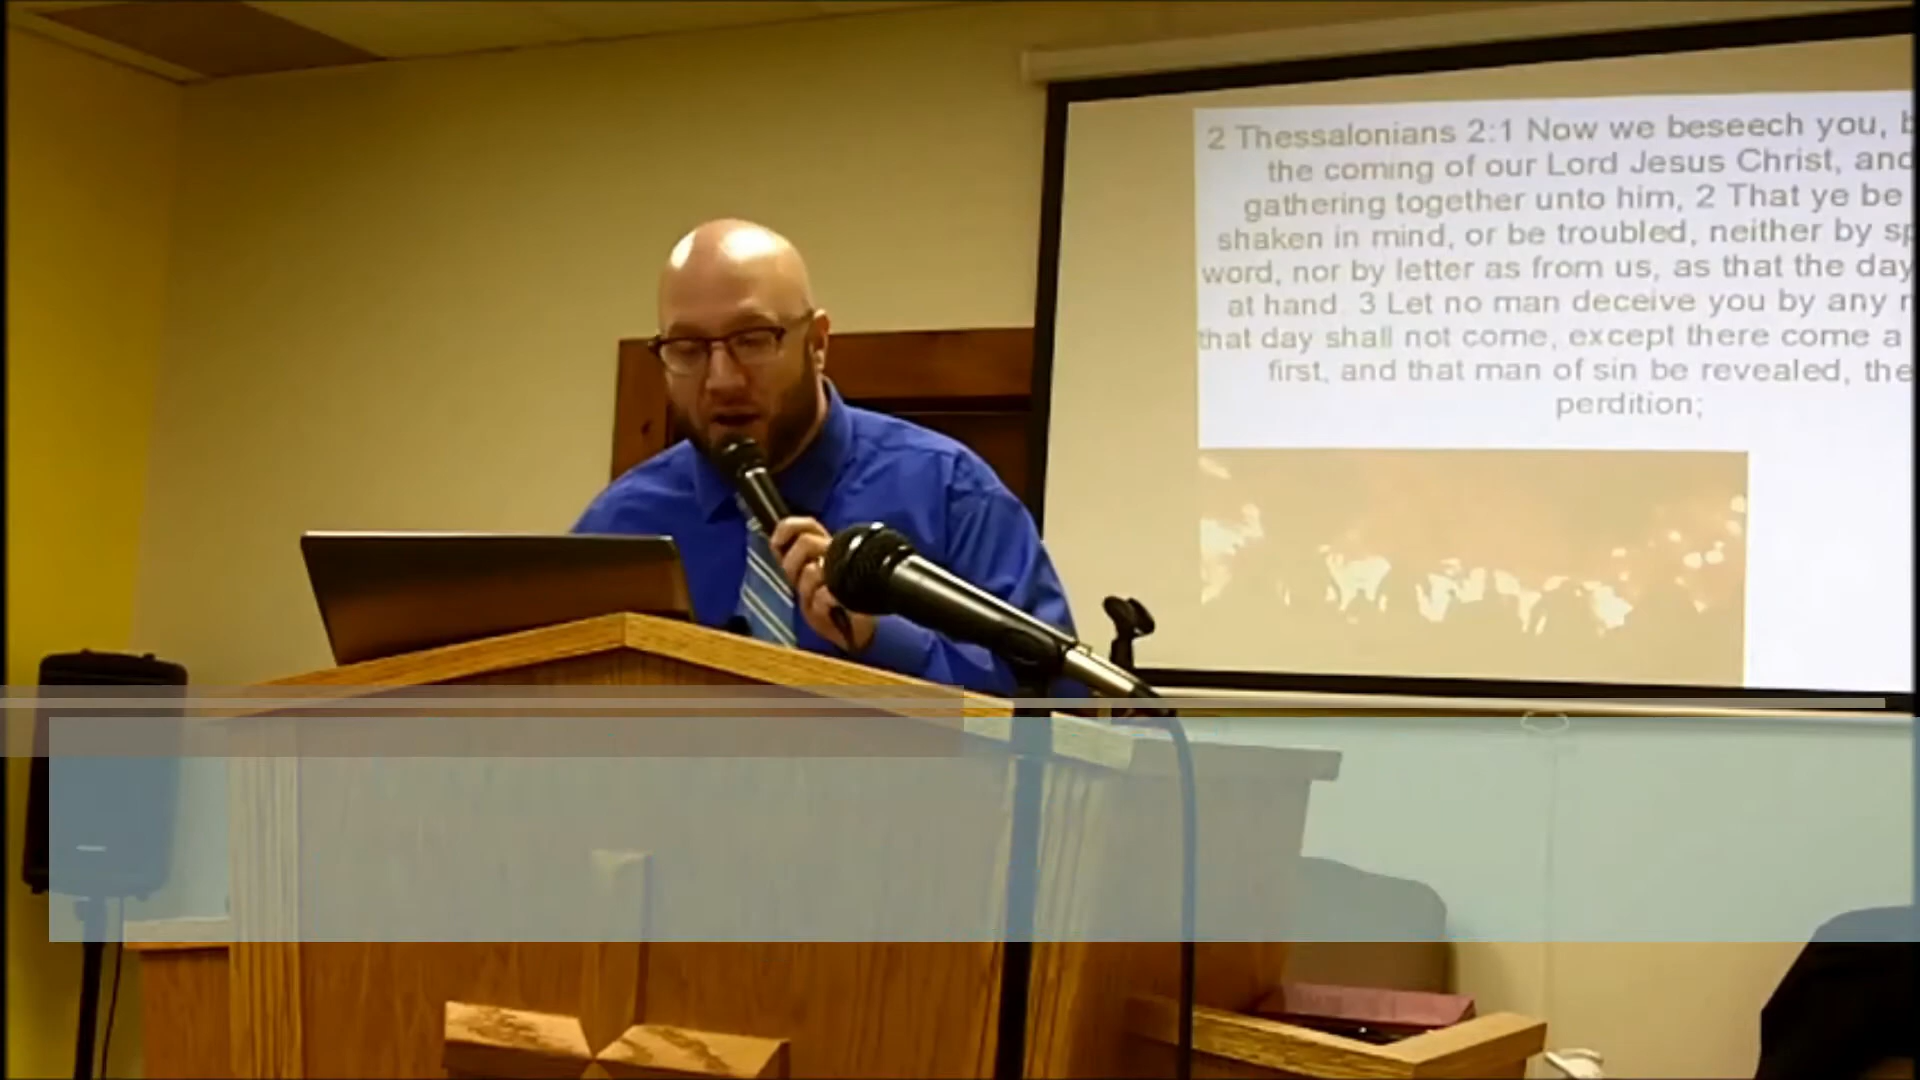 2 Thessalonians 2:1 Now we beseech you,
the coming of our Lord Jesus Christ, and
gathering together unto him, 2 That ye be
shaken in mind, or be troubled, neither by
word, nor by letter as from us, as that the day
at hand. 3 Let no man deceive you by any
that day shall not come, except there come a
first, and that man of sin be revealed, the
perdition;